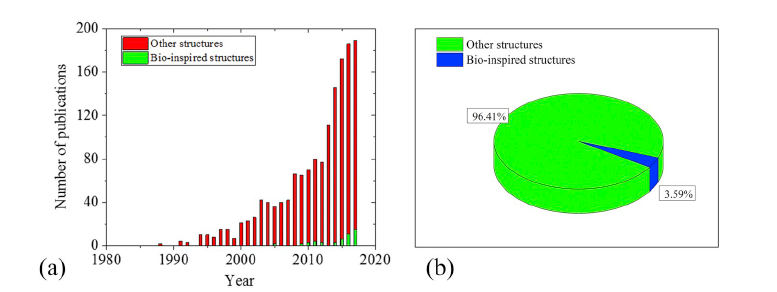 200
160
120
80
40
0
Number of publications
Other structures
Bio-inspired structures
1980
1990
2000
2010
2020
Year
(a)
Other structures
Bio-inspired structures
96.41%
3.59%
(b)